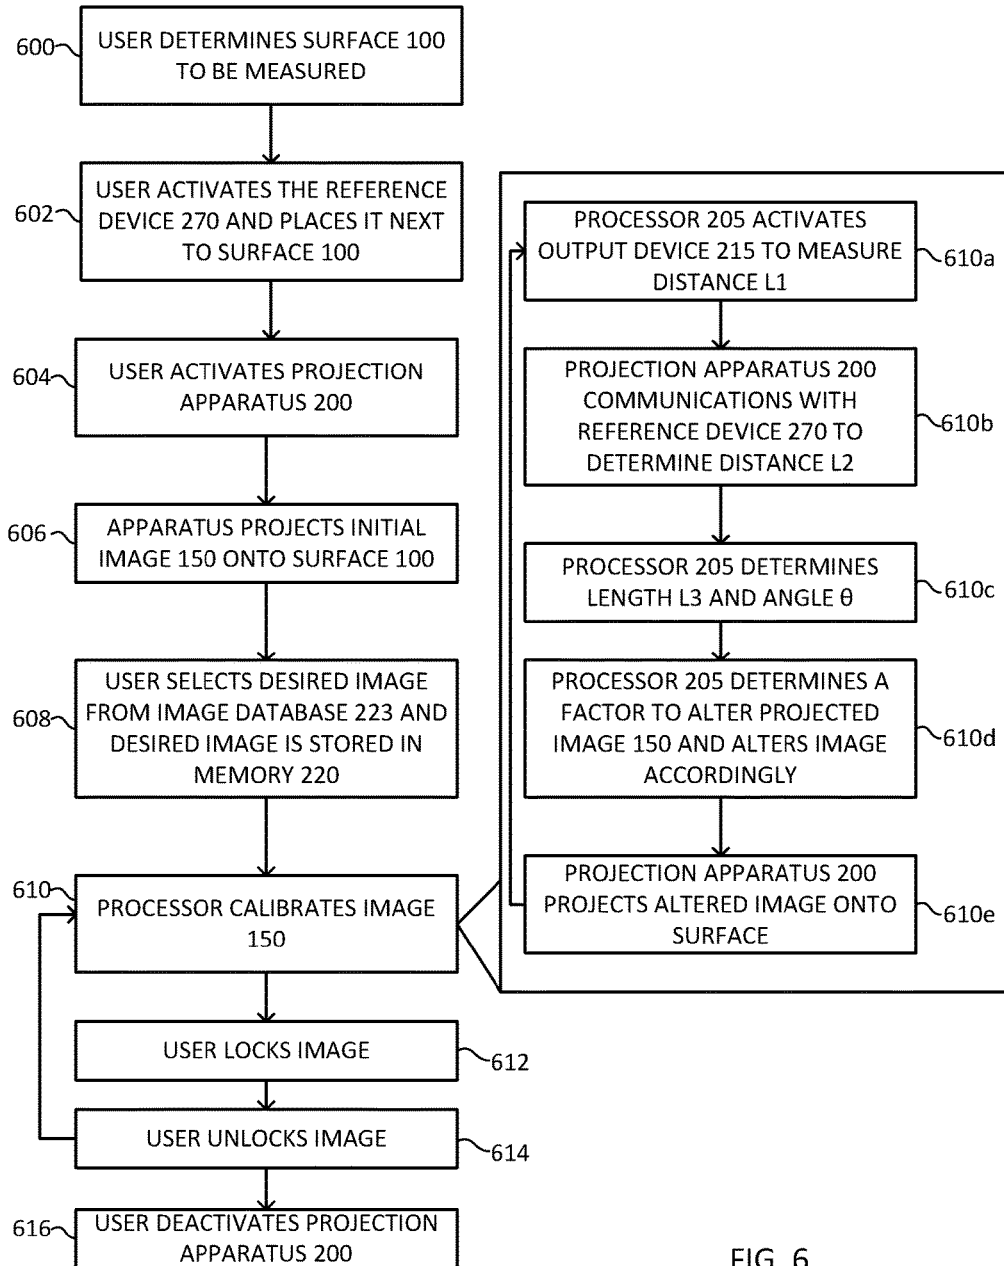 600
USER DETERMINES SURFACE 100
TO BE MEASURED
602
USER ACTIVATES THE REFERENCE
DEVICE 270 AND PLACES IT NEXT
TO SURFACE 100
604
USER ACTIVATES PROJECTION
APPARATUS 200
606
APPARATUS PROJECTS INITIAL
IMAGE 150 ONTO SURFACE 100
608
USER SELECTS DESIRED IMAGE
FROM IMAGE DATABASE 223 AND
DESIRED IMAGE IS STORED IN
MEMORY 220
610
PROCESSOR CALIBRATES IMAGE
150
USER LOCKS IMAGE
612
USER UNLOCKS IMAGE
614
616
USER DEACTIVATES PROJECTION
APPARATUS 200
PROCESSOR 205 ACTIVATES
OUTPUT DEVICE 215 TO MEASURE
DISTANCE L1
610a
PROJECTION APPARATUS 200
COMMUNICATIONS WITH
REFERENCE DEVICE 270 TO
DETERMINE DISTANCE L2
610b
PROCESSOR 205 DETERMINES
LENGTH L3 AND ANGLE θ
610c
PROCESSOR 205 DETERMINES A
FACTOR TO ALTER PROJECTED
IMAGE 150 AND ALTERS IMAGE
ACCORDINGLY
610d
PROJECTION APPARATUS 200
PROJECTS ALTERED IMAGE ONTO
SURFACE
610e
FIG. 6